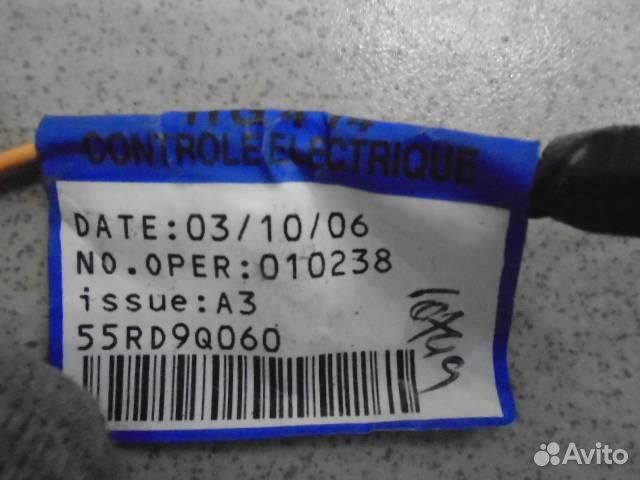 CONTROLE ELECTRIQUE
DATE:03/10/06
NO.OPER:010238
issue:A3
55RD9Q060
Avito